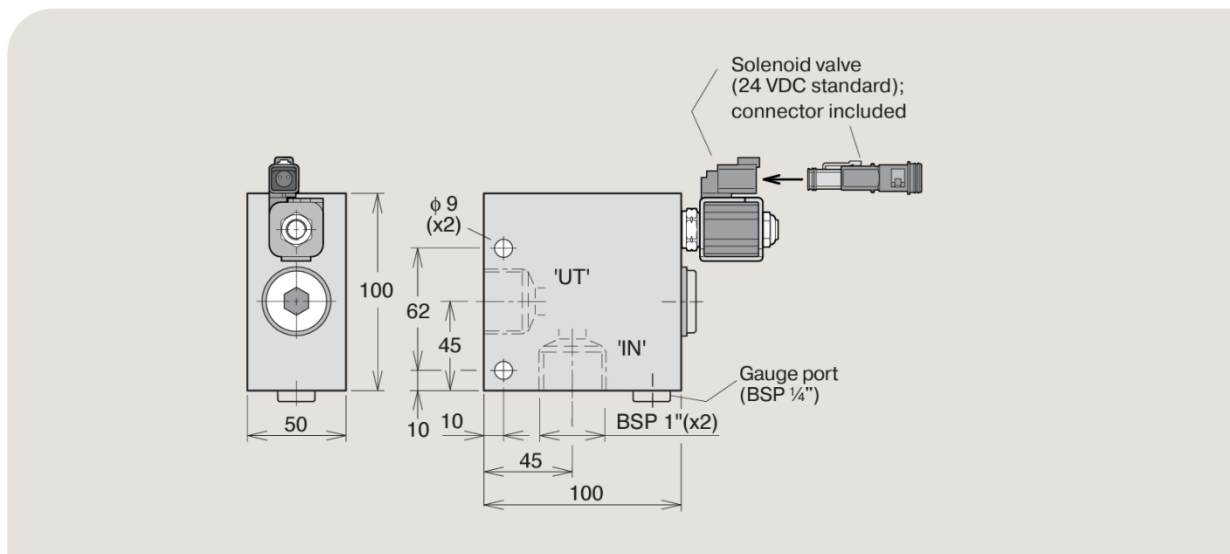 Solenoid valve
(24 VDC standard);
connector included
ϕ 9
(x2)
'UT'
100
62
45
'IN'
Gauge port
(BSP ¼”)
50
10
10
BSP 1"(x2)
45
100